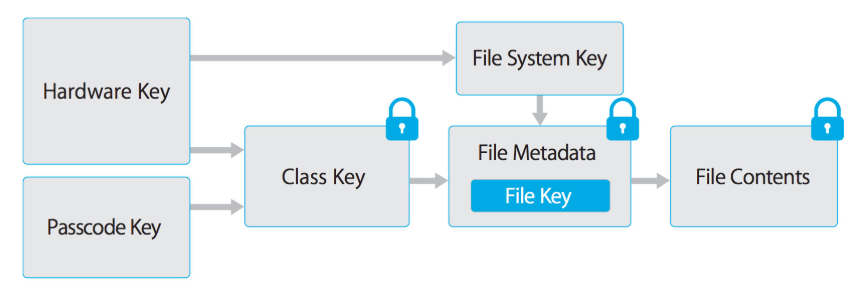 Hardware Key
File System Key
Class Key
File Metadata
File Key
File Contents
Passcode Key